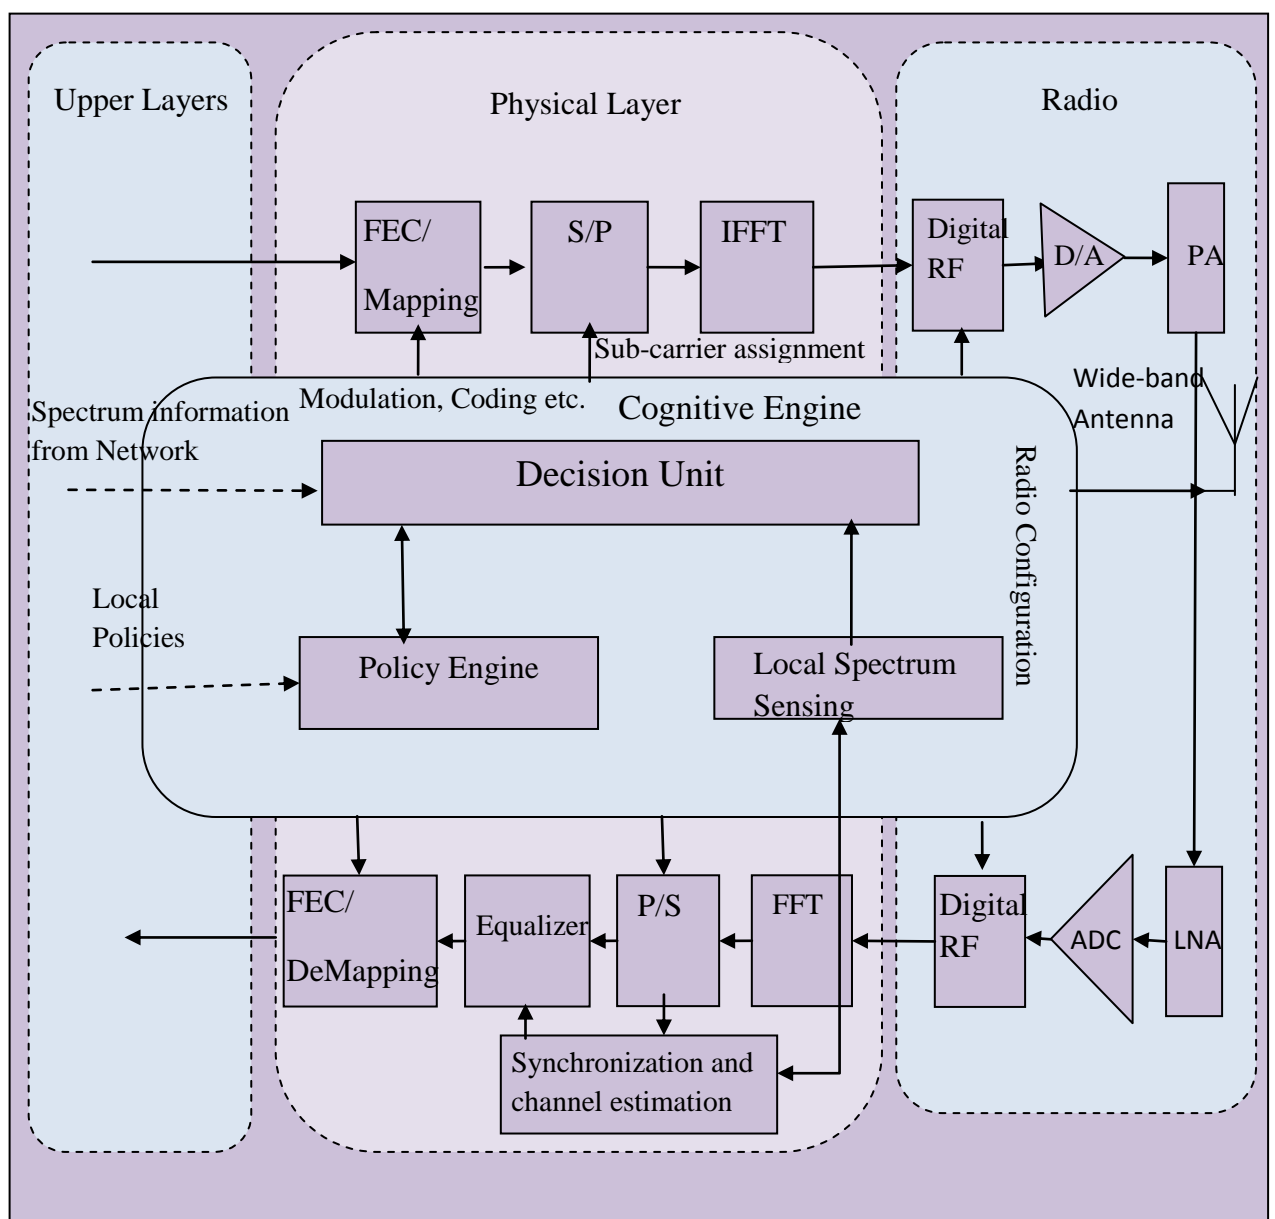 Upper Layers
Physical Layer
Radio
FEC/
Mapping
S/P
IFFT
Digital
RF
D/A
PA
Sub-carrier assignment
Modulation, Coding etc.
Cognitive Engine
Wide-band
Antenna
Spectrum information
from Network
Decision Unit
Radio Configuration
Local
Policies
Policy Engine
Local Spectrum
Sensing
FEC/
DeMapping
Equalizer
P/S
FFT
Digital
RF
ADC
LNA
Synchronization and
channel estimation